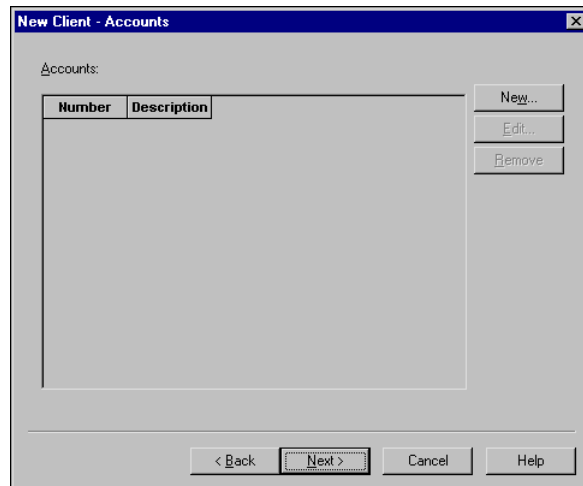 New Client - Accounts
Accounts:
Number Description
New...
Edit...
Remove
< Back Next > Cancel Help